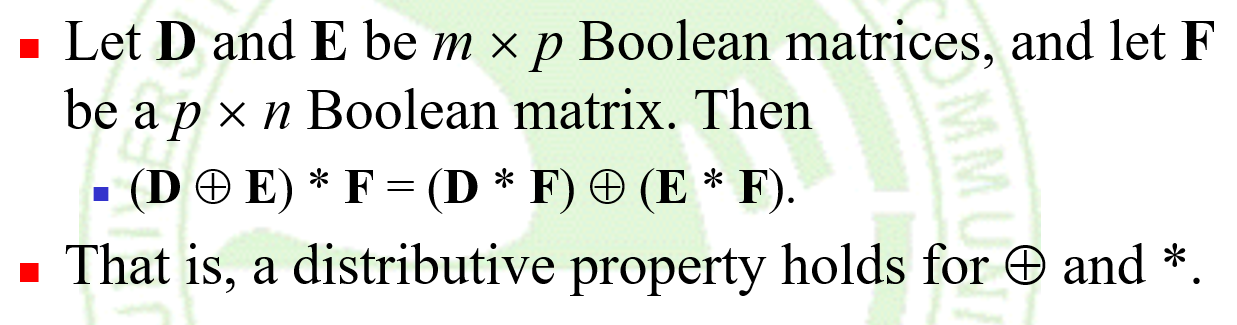 Let D and E be m × p Boolean matrices, and let F
be a p × n Boolean matrix. Then
(D ⊕ E) * F = (D * F) ⊕ (E * F).
That is, a distributive property holds for ⊕ and *.